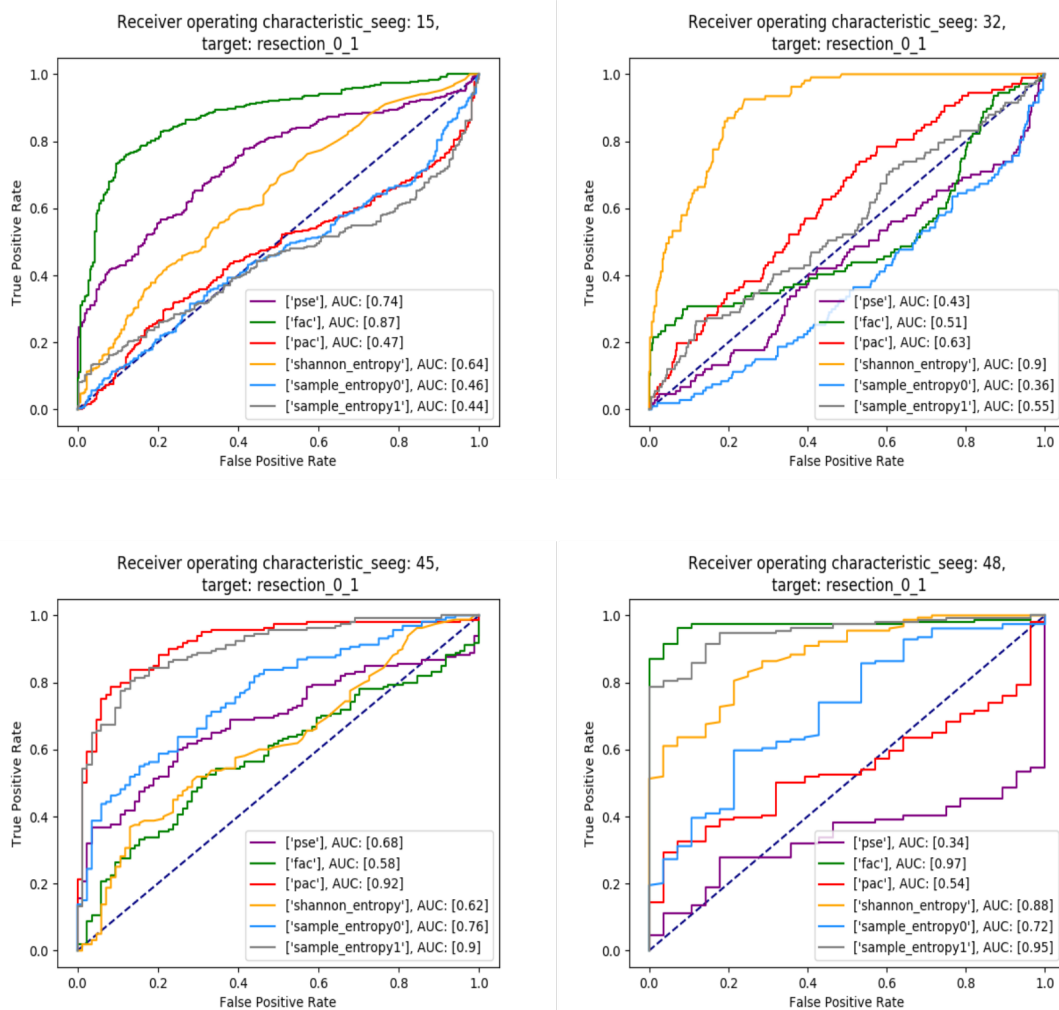 Receiver operating characteristic_seeg: 15,
target: resection_0_1
True Positive Rate
1.0
0.8
0.6
0.4
0.2
0.0
['pse'], AUC: [0.74]
['fac'], AUC: [0.87]
['pac'], AUC: [0.47]
['shannon_entropy'], AUC: [0.64]
['sample_entropy0'], AUC: [0.46]
['sample_entropy1'], AUC: [0.44]
0.0 0.2 0.4 0.6 0.8 1.0
False Positive Rate
Receiver operating characteristic_seeg: 32,
target: resection_0_1
True Positive Rate
1.0
0.8
0.6
0.4
0.2
0.0
['pse'], AUC: [0.43]
['fac'], AUC: [0.51]
['pac'], AUC: [0.63]
['shannon_entropy'], AUC: [0.9]
['sample_entropy0'], AUC: [0.36]
['sample_entropy1'], AUC: [0.55]
0.0 0.2 0.4 0.6 0.8 1.0
False Positive Rate
Receiver operating characteristic_seeg: 45,
target: resection_0_1
True Positive Rate
1.0
0.8
0.6
0.4
0.2
0.0
['pse'], AUC: [0.68]
['fac'], AUC: [0.58]
['pac'], AUC: [0.92]
['shannon_entropy'], AUC: [0.62]
['sample_entropy0'], AUC: [0.76]
['sample_entropy1'], AUC: [0.9]
0.0 0.2 0.4 0.6 0.8 1.0
False Positive Rate
Receiver operating characteristic_seeg: 48,
target: resection_0_1
True Positive Rate
1.0
0.8
0.6
0.4
0.2
0.0
['pse'], AUC: [0.34]
['fac'], AUC: [0.97]
['pac'], AUC: [0.54]
['shannon_entropy'], AUC: [0.88]
['sample_entropy0'], AUC: [0.72]
['sample_entropy1'], AUC: [0.95]
0.0 0.2 0.4 0.6 0.8 1.0
False Positive Rate